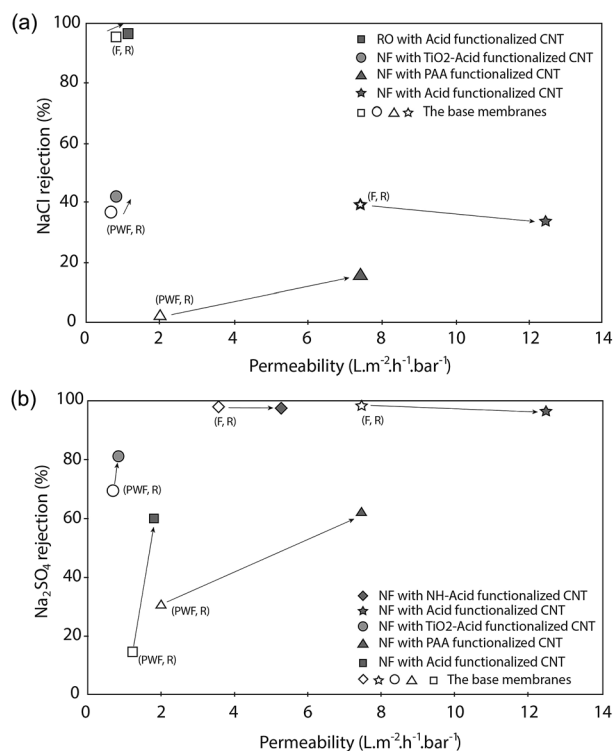 (a)
100
80
60
40
20
0
NaCl rejection (%)
(F, R)
(PWF, R)
(PWF, R)
(F, R)
RO with Acid functionalized CNT
NF with TiO2-Acid functionalized CNT
NF with PAA functionalized CNT
NF with Acid functionalized CNT
The base membranes
0 2 4 6 8 10 12 14
Permeability (L.m⁻².h⁻¹.bar⁻¹)
(b)
100
80
60
40
20
0
Na₂SO₄ rejection (%)
(F, R)
(F, R)
(PWF, R)
(PWF, R)
(PWF, R)
NF with NH-Acid functionalized CNT
NF with Acid functionalized CNT
NF with TiO2-Acid functionalized CNT
NF with PAA functionalized CNT
NF with Acid functionalized CNT
The base membranes
0 2 4 6 8 10 12 14
Permeability (L.m⁻².h⁻¹.bar⁻¹)